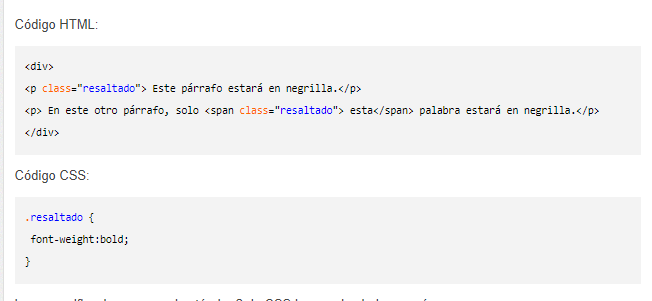 Código HTML:
<div>
<p class="resaltado"> Este párrafo estará en negrilla.</p>
<p> En este otro párrafo, solo <span class="resaltado"> esta</span> palabra estará en negrilla.</p>
</div>
Código CSS:
.resaltado {
font-weight:bold;
}